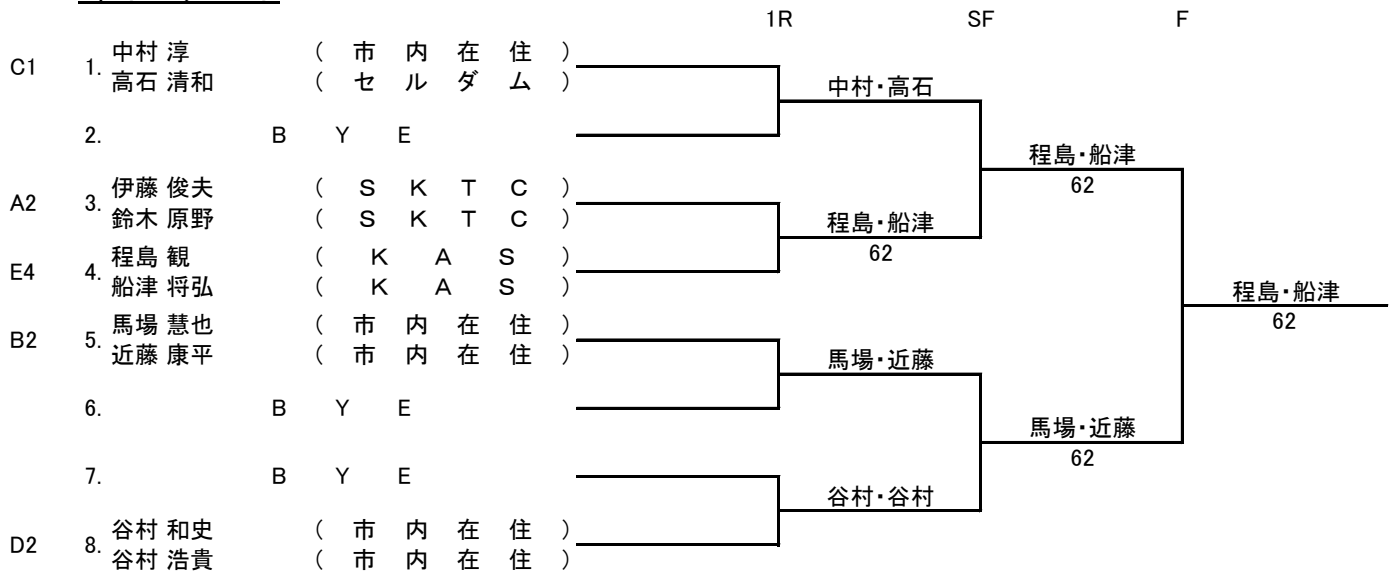 1R SF F
中村 淳 ( 市 内 在 住 )
C1 1.
高石 清和 ( セ ル ダ ム )
中村・高石
2. B Y E
程島・船津
62
伊藤 俊夫 ( S K T C )
A2 3.
鈴木 原野 ( S K T C )
程島・船津
62
程島 観 ( K A S )
E4 4.
船津 将弘 ( K A S )
程島・船津
62
馬場 慧也 ( 市 内 在 住 )
B2 5.
近藤 康平 ( 市 内 在 住 )
馬場・近藤
6. B Y E
馬場・近藤
62
7. B Y E
谷村・谷村
谷村 和史 ( 市 内 在 住 )
D2 8.
谷村 浩貴 ( 市 内 在 住 )